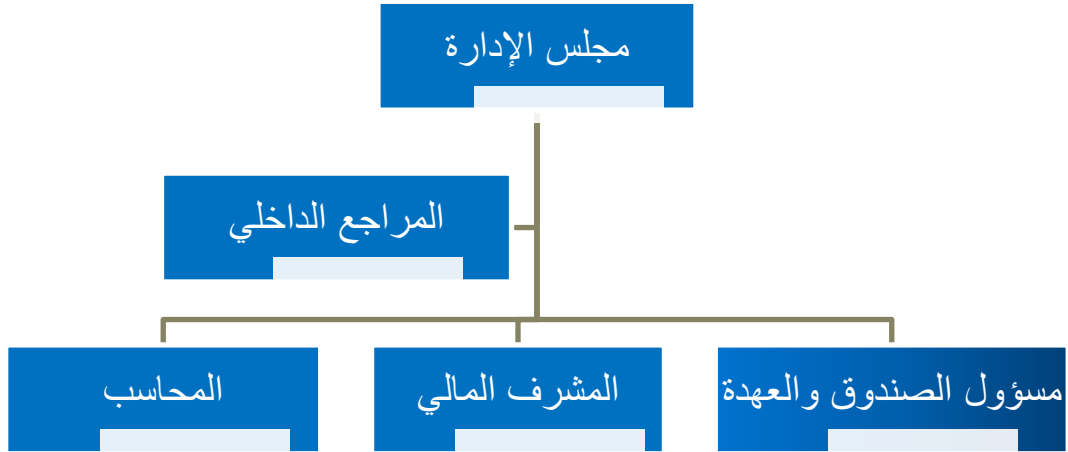 مجلس الإدارة
المراجع الداخلي
مسؤول الصندوق والعهدة
المشرف المالي
المحاسب